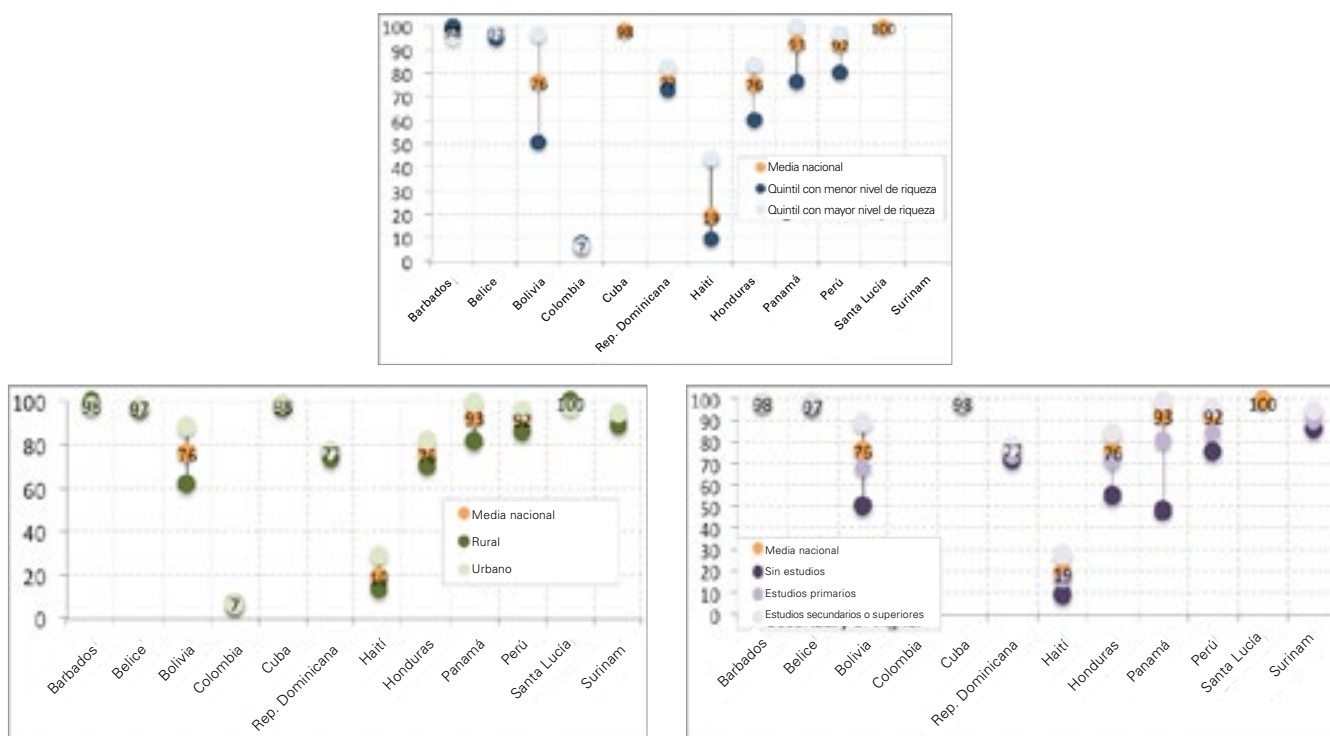 100
90
80
70
60
50
40
30
20
10
0
97
76
7
98
19
76
93
92
100
Media nacional
Quintil con menor nivel de riqueza
Quintil con mayor nivel de riqueza
Barbados
Belice
Bolivia
Colombia
Cuba
Rep. Dominicana
Haití
Honduras
Panamá
Perú
Santa Lucía
Surinam
100
80
60
40
20
0
98
97
76
7
98
77
19
76
93
92
100
Media nacional
Rural
Urbano
Barbados
Belice
Bolivia
Colombia
Cuba
Rep. Dominicana
Haití
Honduras
Panamá
Perú
Santa Lucía
Surinam
100
90
80
70
60
50
40
30
20
10
0
98
97
76
98
77
19
76
93
92
100
Media nacional
Sin estudios
Estudios primarios
Estudios secundarios o superiores
Barbados
Belice
Bolivia
Colombia
Cuba
Rep. Dominicana
Haití
Honduras
Panamá
Perú
Santa Lucía
Surinam